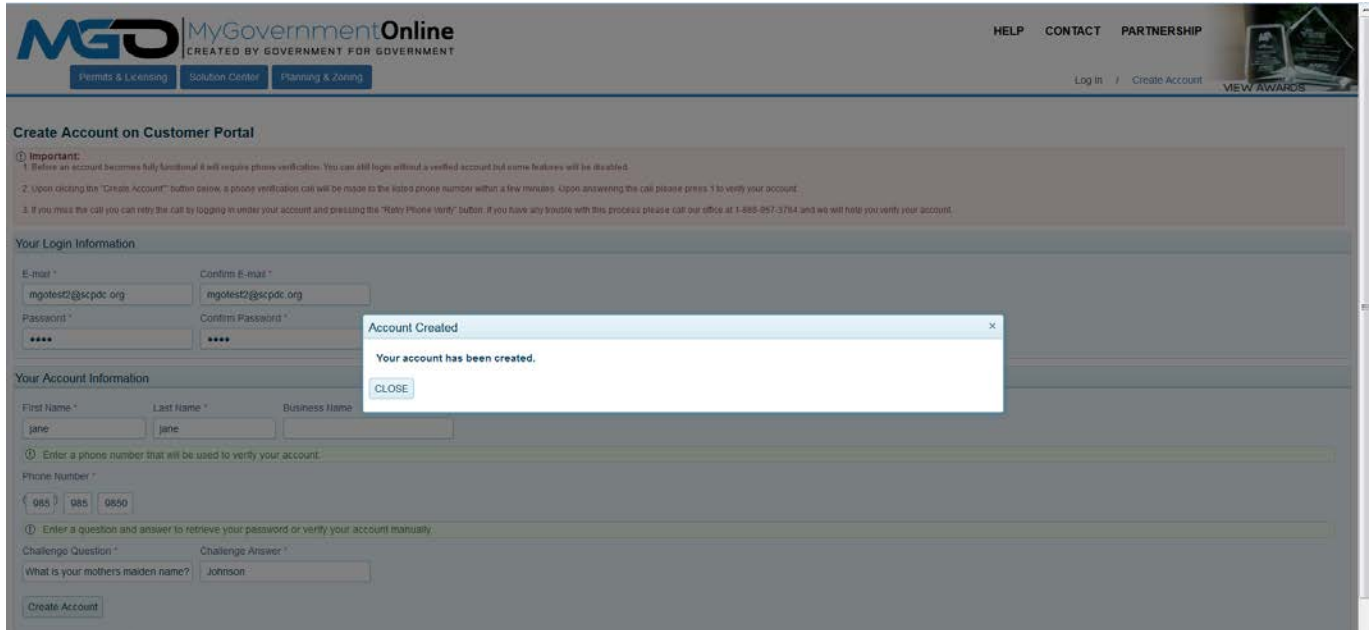 MGO MyGovernmentOnline
CREATED BY GOVERNMENT FOR GOVERNMENT
HELP CONTACT PARTNERSHIP
Permits & Licensing Solution Center Planning & Zoning
Log In / Create Account
VIEW AWARDS
Create Account on Customer Portal
Important:
1. Before an account becomes fully functional it will require phone verification. You can still login without a verified account but some features will be disabled.
2. Upon clicking the "Create Account" button below, a phone verification call will be made to the listed phone number within a few minutes. Upon answering the call please press 1 to verify your account.
3. If you miss the call you can retry the call by logging in under your account and pressing the "Retry Phone Verify" button. If you have any trouble with this process please call our office at 1-866-957-3764 and we will help you verify your account.
Your Login Information
E-mail * Confirm E-mail *
mgotest2@scpdc.org mgotest2@scpdc.org
Password * Confirm Password *
•••• ••••
Account Created ×
Your account has been created.
CLOSE
Your Account Information
First Name * Last Name * Business Name
jane jane
Enter a phone number that will be used to verify your account.
Phone Number *
( 985 ) 985 9850
Enter a question and answer to retrieve your password or verify your account manually.
Challenge Question * Challenge Answer *
What is your mothers maiden name? Johnson
Create Account